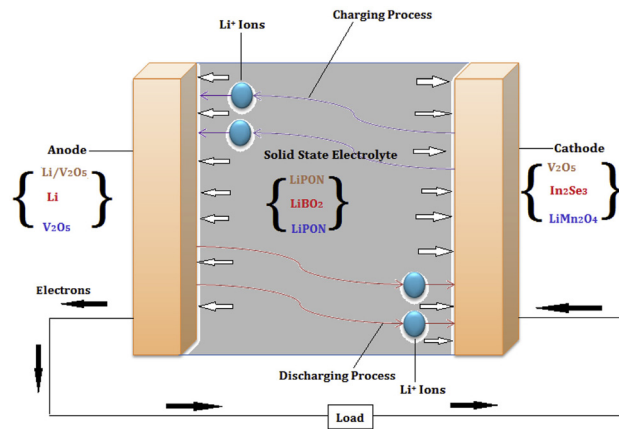 Li⁺ Ions
Charging Process
Anode
Cathode
Li/V₂O₅
Li
V₂O₅
Solid State Electrolyte
LiPON
LiBO₂
LiPON
V₂O₅
In₂Se₃
LiMn₂O₄
Electrons
Discharging Process
Li⁺ Ions
Load